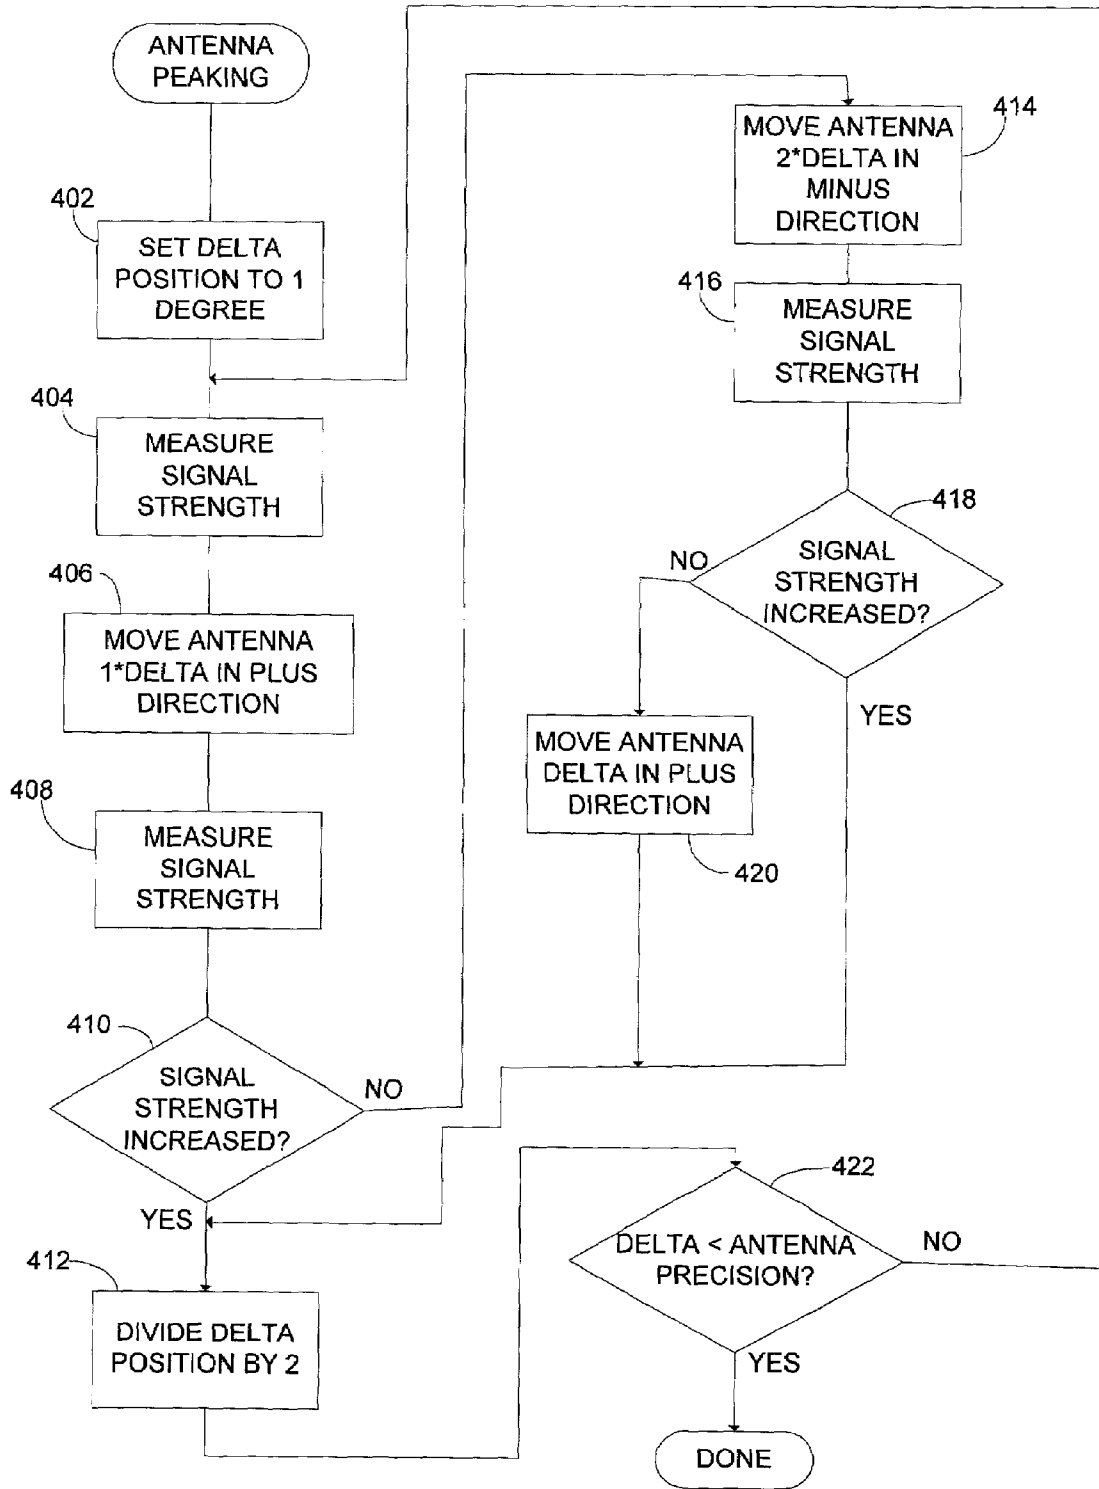 ANTENNA
PEAKING
402
SET DELTA
POSITION TO 1
DEGREE
404
MEASURE
SIGNAL
STRENGTH
406
MOVE ANTENNA
1*DELTA IN PLUS
DIRECTION
408
MEASURE
SIGNAL
STRENGTH
410
SIGNAL
STRENGTH
INCREASED?
NO
YES
412
DIVIDE DELTA
POSITION BY 2
414
MOVE ANTENNA
2*DELTA IN
MINUS
DIRECTION
416
MEASURE
SIGNAL
STRENGTH
418
SIGNAL
STRENGTH
INCREASED?
NO
YES
MOVE ANTENNA
DELTA IN PLUS
DIRECTION
420
422
DELTA < ANTENNA
PRECISION?
NO
YES
DONE